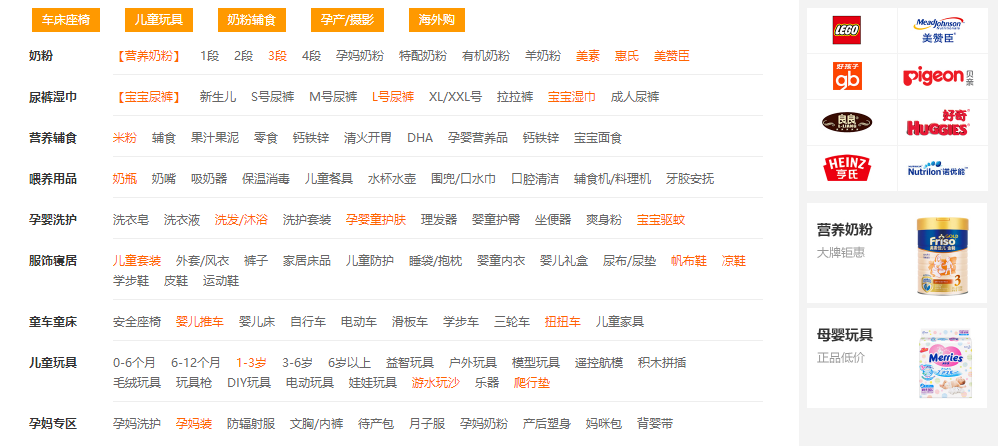 车床座椅 儿童玩具 奶粉辅食 孕产/摄影 海外购
奶粉 【营养奶粉】 1段 2段 3段 4段 孕妈奶粉 特配奶粉 有机奶粉 羊奶粉 美素 惠氏 美赞臣
尿裤湿巾 【宝宝尿裤】 新生儿 S号尿裤 M号尿裤 L号尿裤 XL/XXL号 拉拉裤 宝宝湿巾 成人尿裤
营养辅食 米粉 辅食 果汁果泥 零食 钙铁锌 清火开胃 DHA 孕婴营养品 钙铁锌 宝宝面食
喂养用品 奶瓶 奶嘴 吸奶器 保温消毒 儿童餐具 水杯水壶 围兜/口水巾 口腔清洁 辅食机/料理机 牙胶安抚
孕婴洗护 洗衣皂 洗衣液 洗发/沐浴 洗护套装 孕婴童护肤 理发器 婴童护臀 坐便器 爽身粉 宝宝驱蚊
服饰寝居 儿童套装 外套/风衣 裤子 家居床品 儿童防护 睡袋/抱枕 婴童内衣 婴儿礼盒 尿布/尿垫 帆布鞋 凉鞋
学步鞋 皮鞋 运动鞋
童车童床 安全座椅 婴儿推车 婴儿床 自行车 电动车 滑板车 学步车 三轮车 扭扭车 儿童家具
儿童玩具 0-6个月 6-12个月 1-3岁 3-6岁 6岁以上 益智玩具 户外玩具 模型玩具 遥控航模 积木拼插
毛绒玩具 玩具枪 DIY玩具 电动玩具 娃娃玩具 游水玩沙 乐器 爬行垫
孕妈专区 孕妈洗护 孕妈装 防辐射服 文胸/内裤 待产包 月子服 孕妈奶粉 产后塑身 妈咪包 背婴带
LEGO
MeadJohnson
美赞臣
好孩子
gb
pigeon 贝亲
良良
好奇
HUGGIES
HEINZ
亨氏
Nutrilon 诺优能
营养奶粉
大牌钜惠
GOLD
Friso
3
母婴玩具
正品低价
Merries